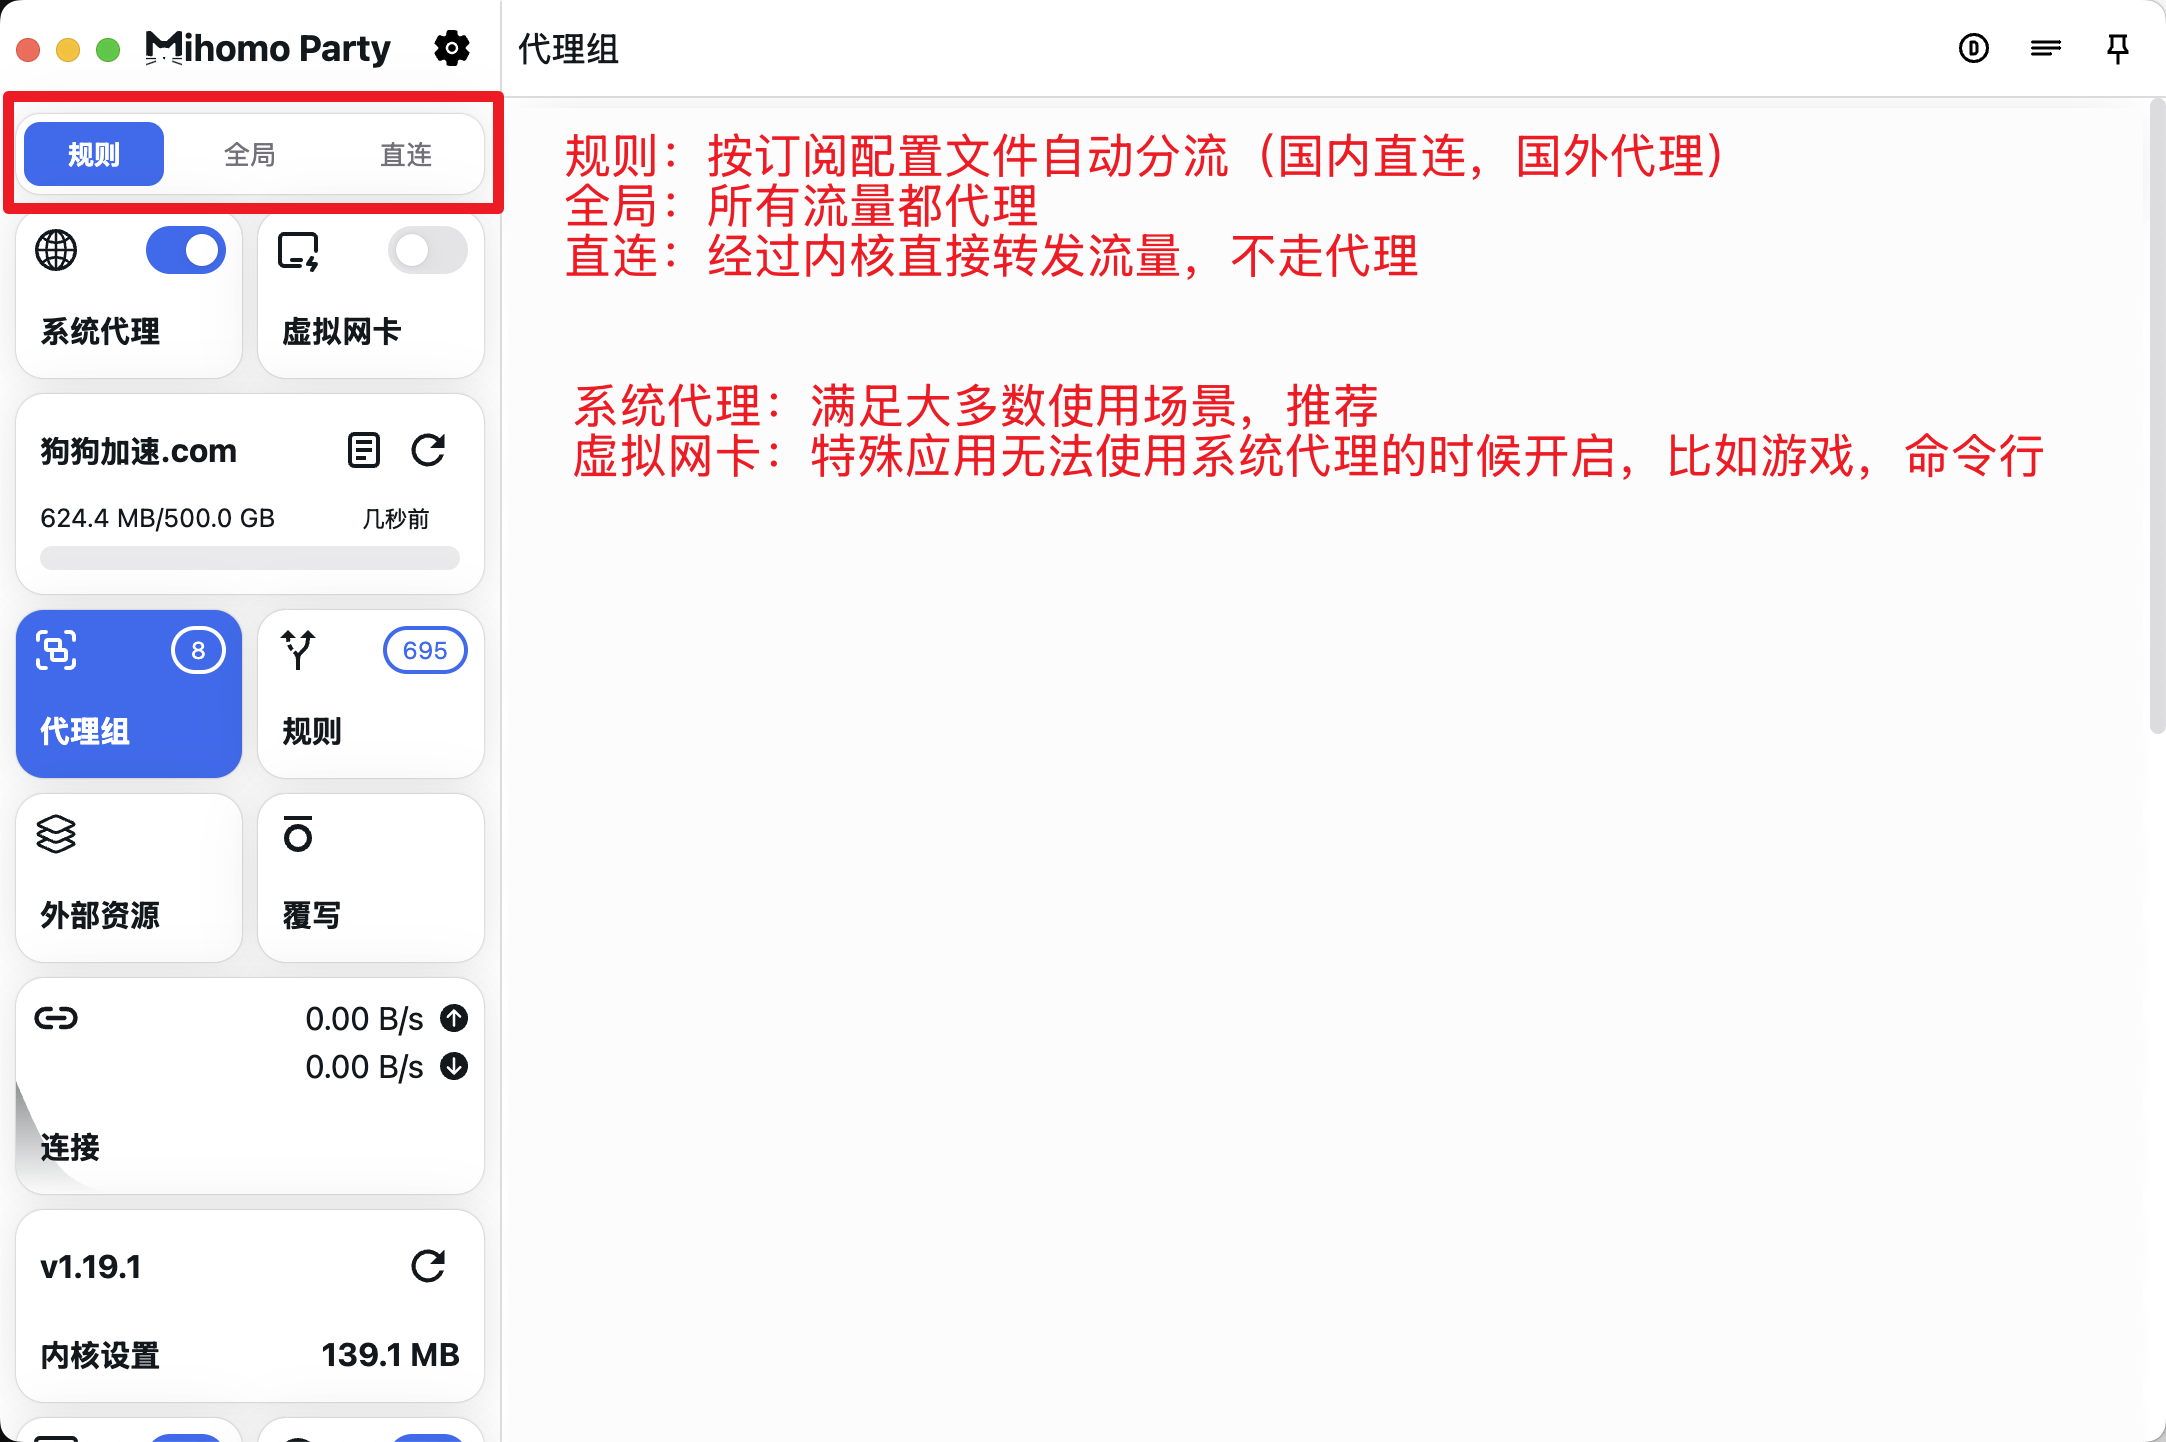 Mihomo Party
代理组
规则 全局 直连
规则：按订阅配置文件自动分流（国内直连，国外代理）
全局：所有流量都代理
直连：经过内核直接转发流量，不走代理
系统代理
虚拟网卡
系统代理：满足大多数使用场景，推荐
虚拟网卡：特殊应用无法使用系统代理的时候开启，比如游戏，命令行
狗狗加速.com
624.4 MB/500.0 GB 几秒前
8
代理组
695
规则
外部资源
覆写
0.00 B/s
0.00 B/s
连接
v1.19.1
内核设置 139.1 MB